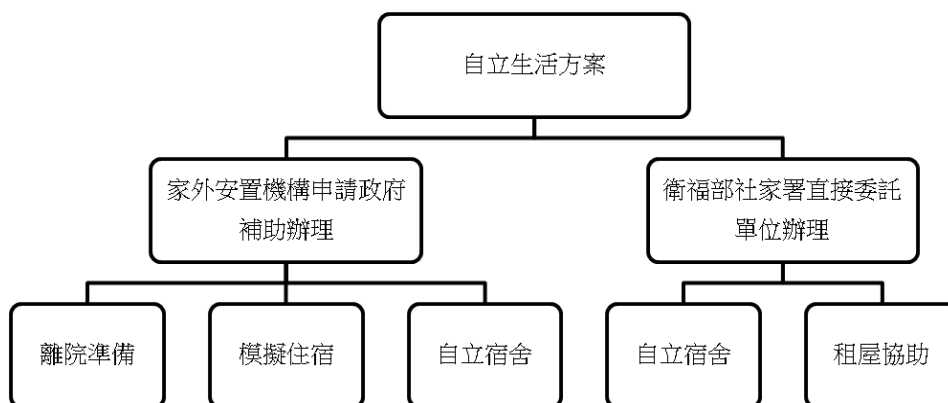 自立生活方案
家外安置機構申請政府
補助辦理
衛福部社家署直接委託
單位辦理
離院準備
模擬住宿
自立宿舍
自立宿舍
租屋協助